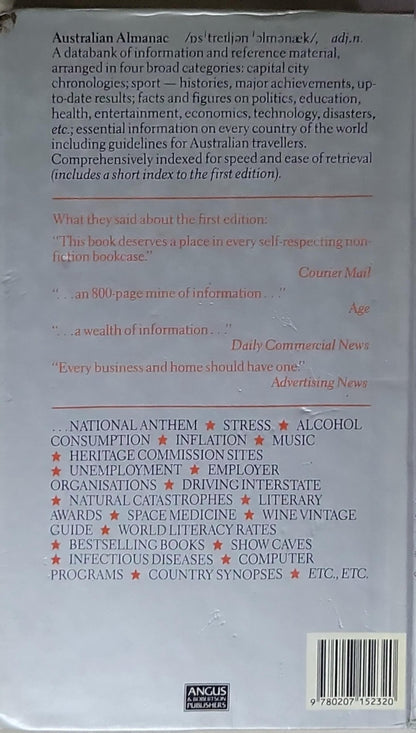 Australian Almanac /ɒsˈtreɪljən ˈɔlmənæk/, adj.n.
A databank of information and reference material,
arranged in four broad categories: capital city
chronologies; sport — histories, major achievements, up-
to-date results; facts and figures on politics, education,
health, entertainment, economics, technology, disasters,
etc.; essential information on every country of the world
including guidelines for Australian travellers.
Comprehensively indexed for speed and ease of retrieval
(includes a short index to the first edition).
What they said about the first edition:
"This book deserves a place in every self-respecting non-
fiction bookcase."
Courier Mail
". . .an 800-page mine of information . . ."
Age
". . .a wealth of information . . ."
Daily Commercial News
"Every business and home should have one."
Advertising News
. . .NATIONAL ANTHEM ★ STRESS ★ ALCOHOL
CONSUMPTION ★ INFLATION ★ MUSIC
★ HERITAGE COMMISSION SITES
★ UNEMPLOYMENT ★ EMPLOYER
ORGANISATIONS ★ DRIVING INTERSTATE
★ NATURAL CATASTROPHES ★ LITERARY
AWARDS ★ SPACE MEDICINE ★ WINE VINTAGE
GUIDE ★ WORLD LITERACY RATES
★ BESTSELLING BOOKS ★ SHOW CAVES
★ INFECTIOUS DISEASES ★ COMPUTER
PROGRAMS ★ COUNTRY SYNOPSES ★ ETC., ETC.
ANGUS
& ROBERTSON
PUBLISHERS
9 780207 152320